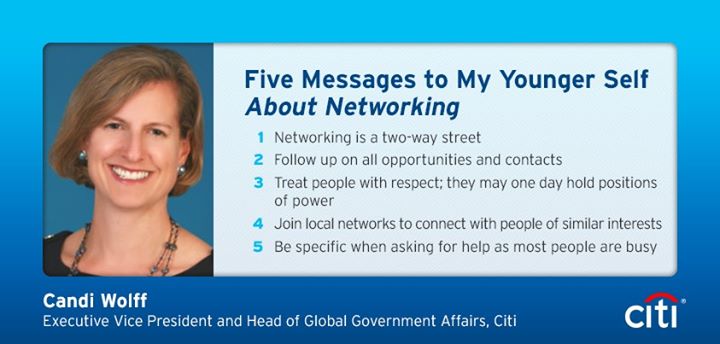 Five Messages to My Younger Self
About Networking
1 Networking is a two-way street
2 Follow up on all opportunities and contacts
3 Treat people with respect; they may one day hold positions
of power
4 Join local networks to connect with people of similar interests
5 Be specific when asking for help as most people are busy
Candi Wolff
Executive Vice President and Head of Global Government Affairs, Citi
citi®